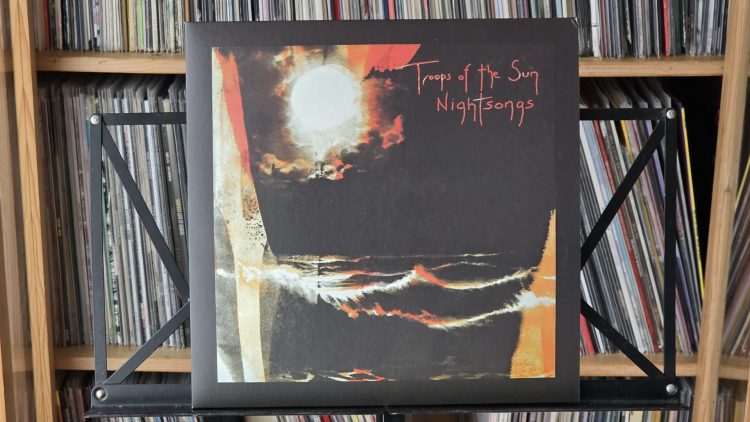 Troops of the Sun
Nightsongs